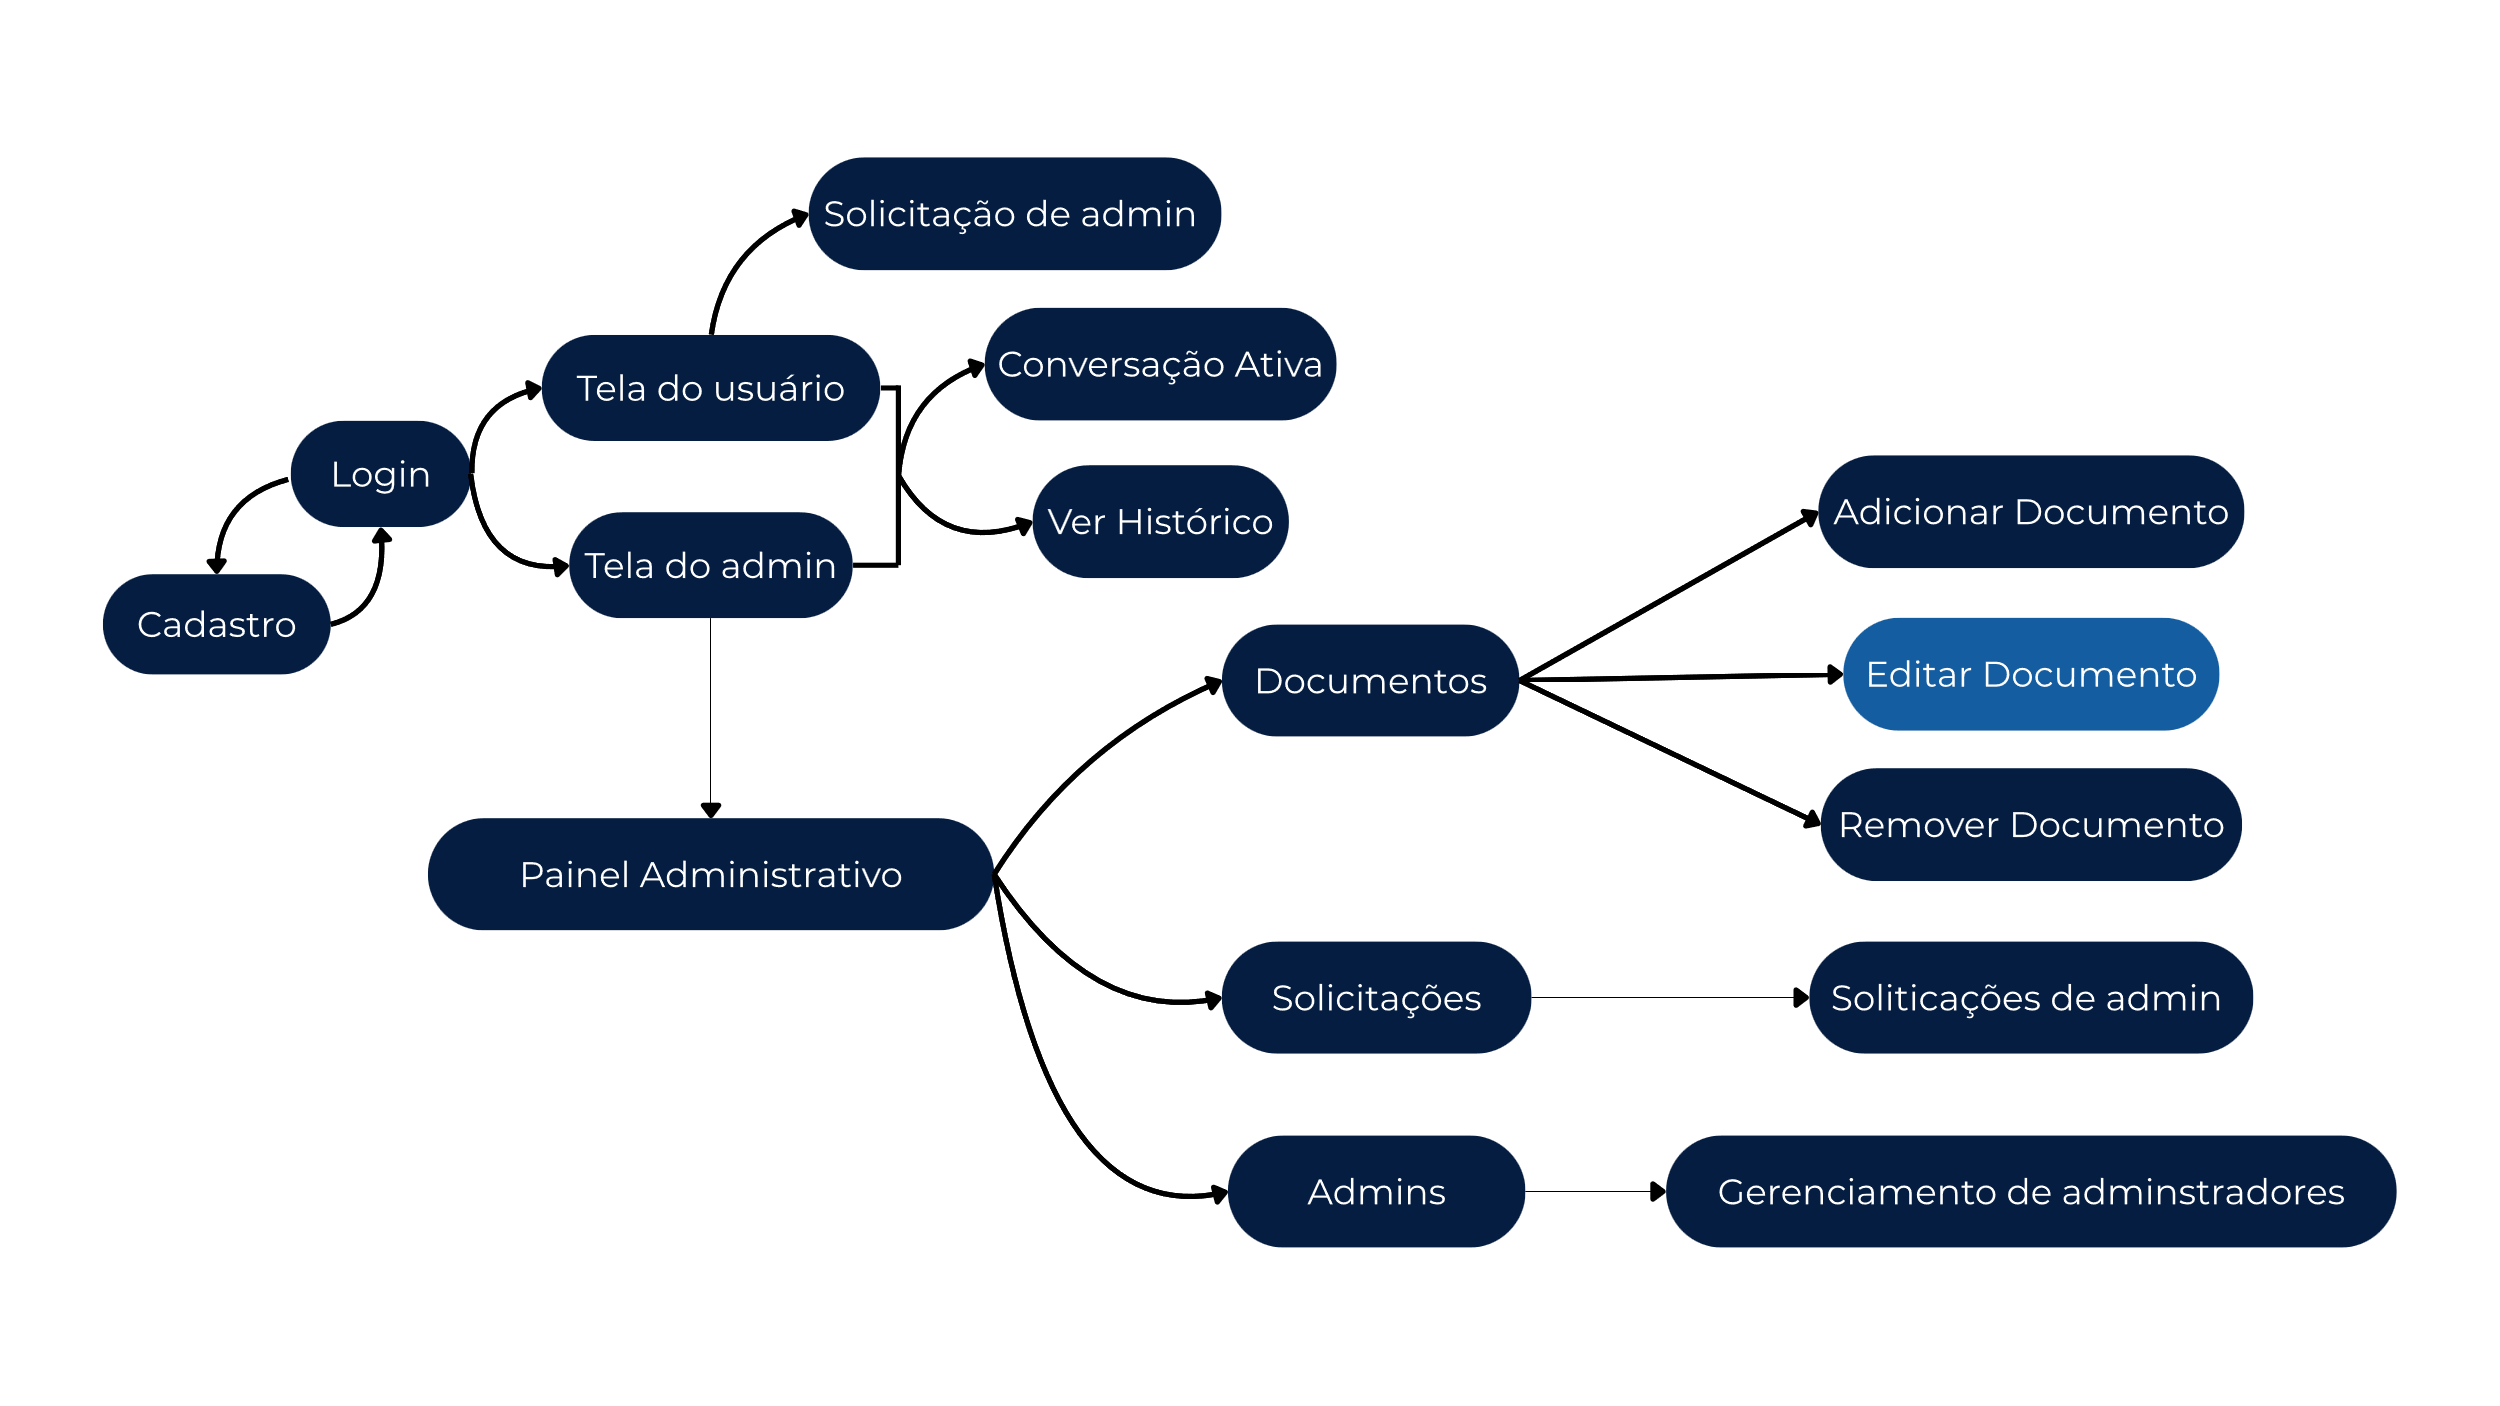 Solicitação de admin
Conversação Ativa
Tela do usuário
Login
Ver Histórico
Tela do admin
Cadastro
Adicionar Documento
Documentos
Editar Documento
Remover Documento
Painel Administrativo
Solicitações
Soliticações de admin
Admins
Gerenciamento de adminstradores